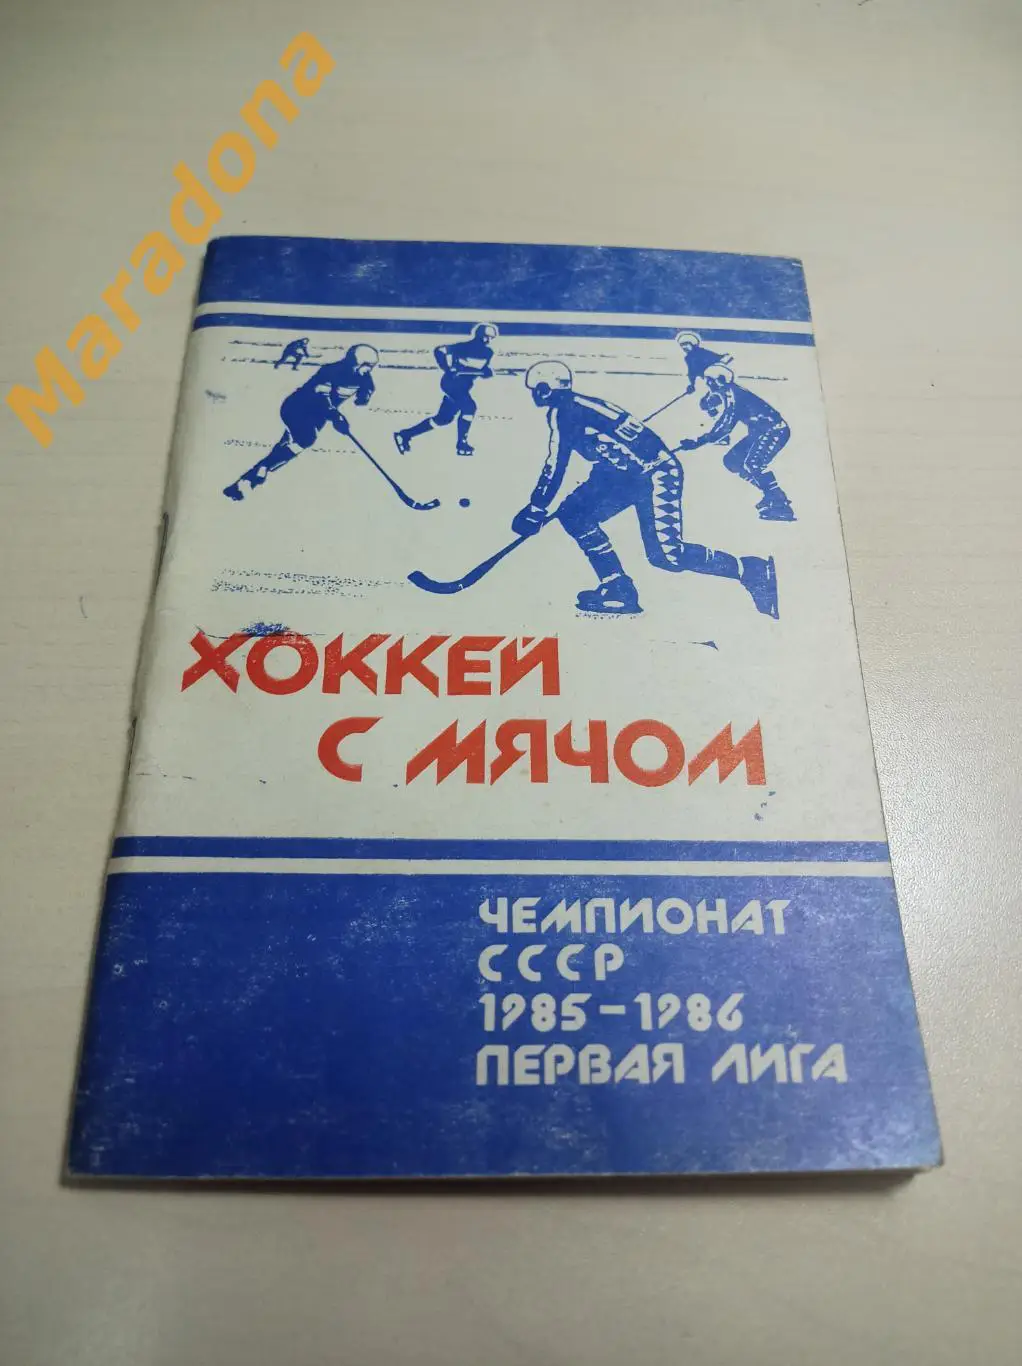 Maradona
ХОККЕЙ
С МЯЧОМ
ЧЕМПИОНАТ
СССР
1985-1986
ПЕРВАЯ ЛИГА